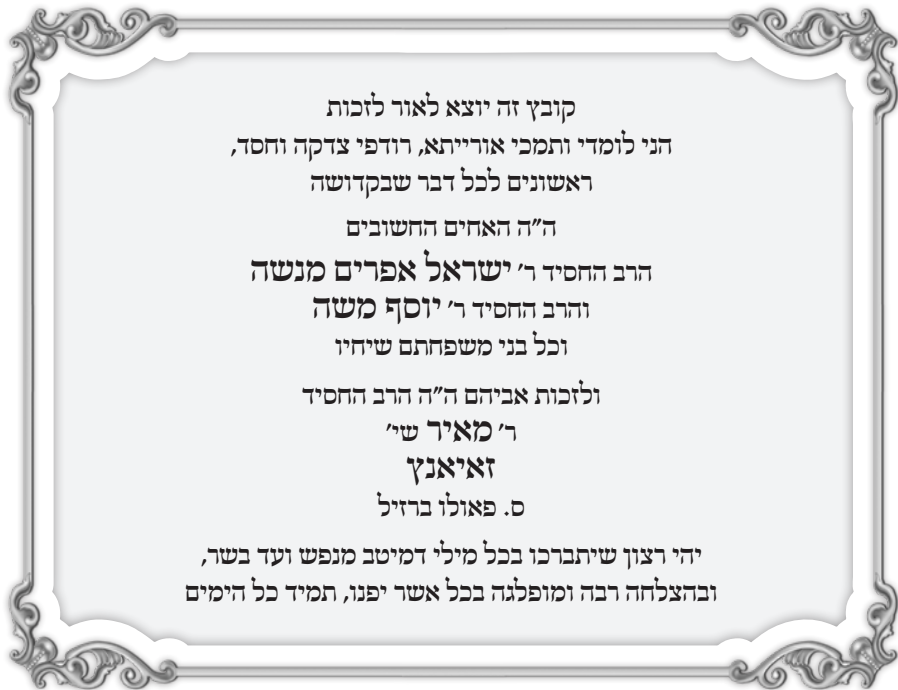 קובץ זה יוצא לאור לזכות
הני לומדי ותמכי אורייתא, רודפי צדקה וחסד,
ראשונים לכל דבר שבקדושה
ה"ה האחים החשובים
הרב החסיד ר' ישראל אפרים מנשה
והרב החסיד ר' יוסף משה
וכל בני משפחתם שיחיו
ולזכות אביהם ה"ה הרב החסיד
ר' מאיר שי'
זאיאנץ
ס. פאולו ברזיל
יהי רצון שיתברכו בכל מילי דמיטב מנפש ועד בשר,
ובהצלחה רבה ומופלגה בכל אשר יפנו, תמיד כל הימים